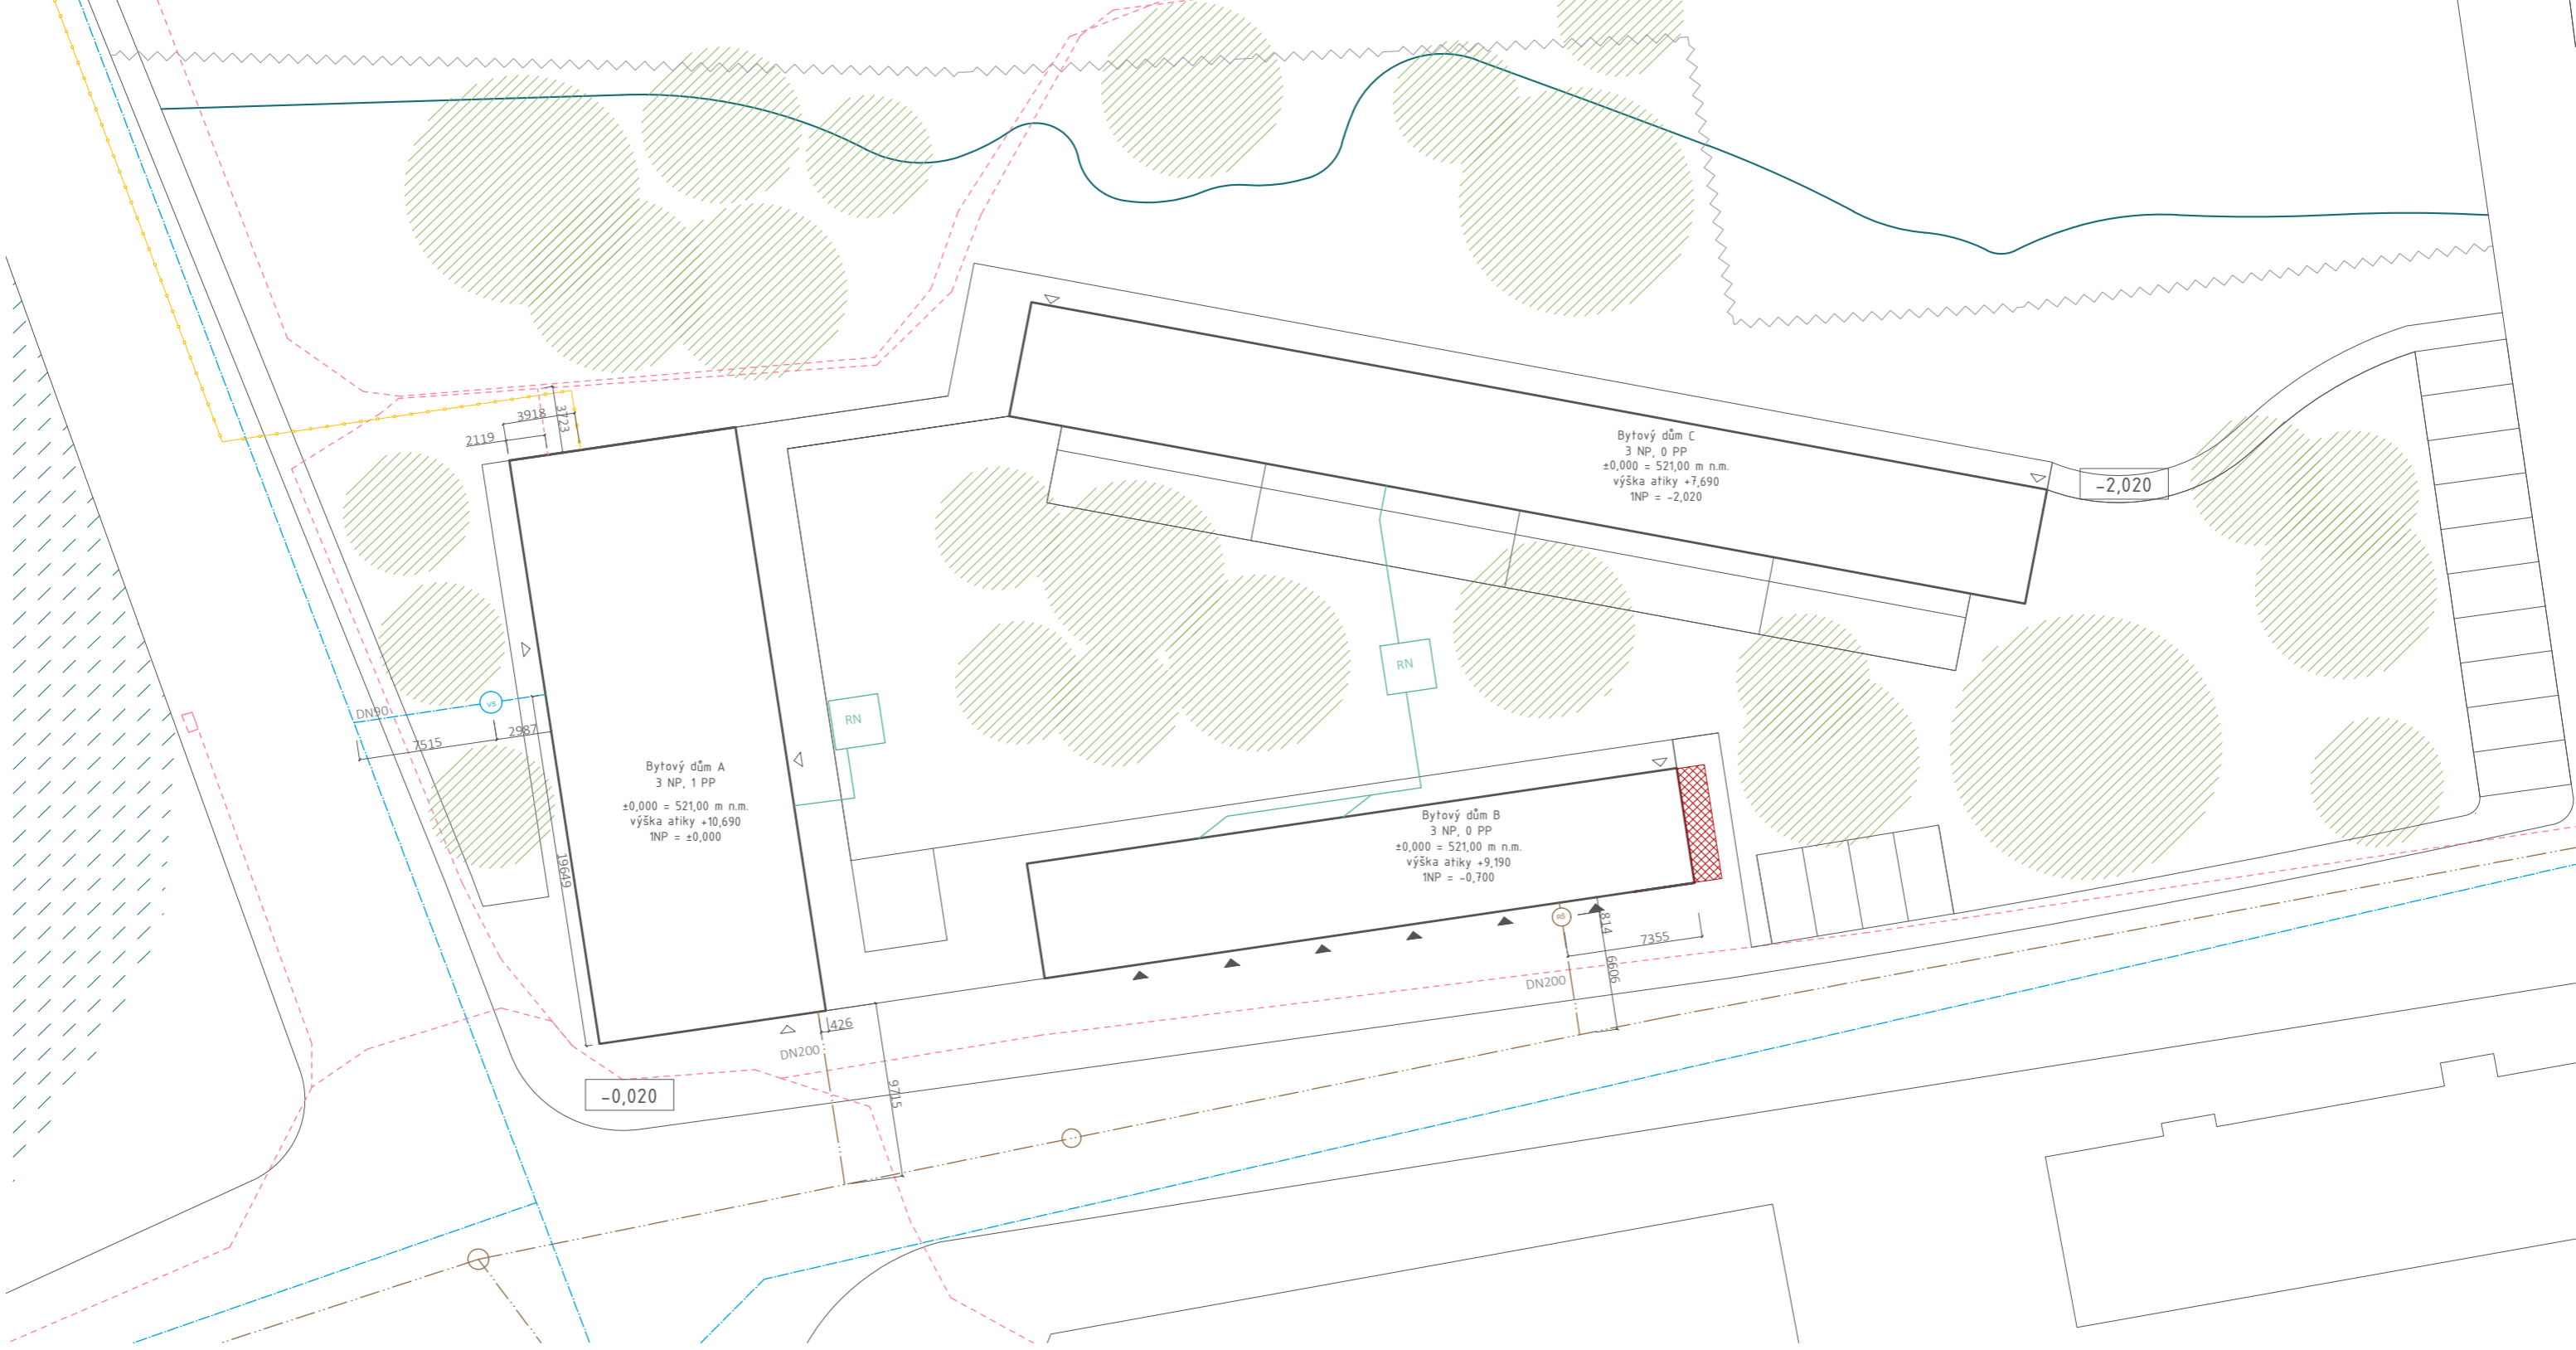 3918
3723
2119
Bytový dům C
3 NP, 0 PP
±0,000 = 521,00 m n.m.
výška atiky +7,690
1NP = -2,020
-2,020
RN
VŠ
DN90
7515
2987
RN
Bytový dům A
3 NP, 1 PP
±0,000 = 521,00 m n.m.
výška atiky +10,690
1NP = ±0,000
19649
Bytový dům B
3 NP, 0 PP
±0,000 = 521,00 m n.m.
výška atiky +9,190
1NP = -0,700
RŠ
814
7355
6606
DN200
426
DN200
9715
-0,020